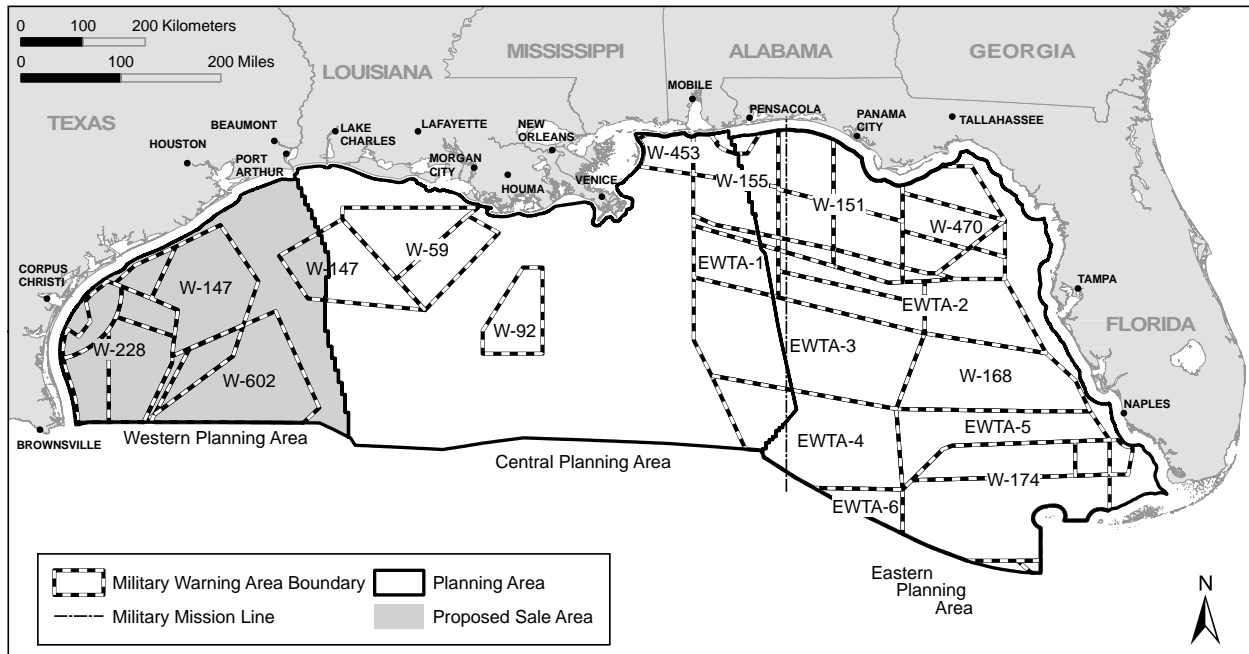 0 100 200 Kilometers
0 100 200 Miles
MISSISSIPPI
ALABAMA
GEORGIA
LOUISIANA
TEXAS
FLORIDA
MOBILE
PENSACOLA
PANAMA
CITY
TALLAHASSEE
BEAUMONT
HOUSTON
PORT
ARTHUR
LAKE
CHARLES
LAFAYETTE
NEW
ORLEANS
MORGAN
CITY
HOUMA
VENICE
CORPUS
CHRISTI
BROWNSVILLE
TAMPA
NAPLES
W-453
W-155
W-151
W-470
W-59
W-147
W-147
EWTA-1
EWTA-2
W-92
EWTA-3
W-228
W-602
W-168
EWTA-5
EWTA-4
W-174
EWTA-6
Western Planning Area
Central Planning Area
Eastern
Planning
Area
Military Warning Area Boundary
Planning Area
Military Mission Line
Proposed Sale Area
N